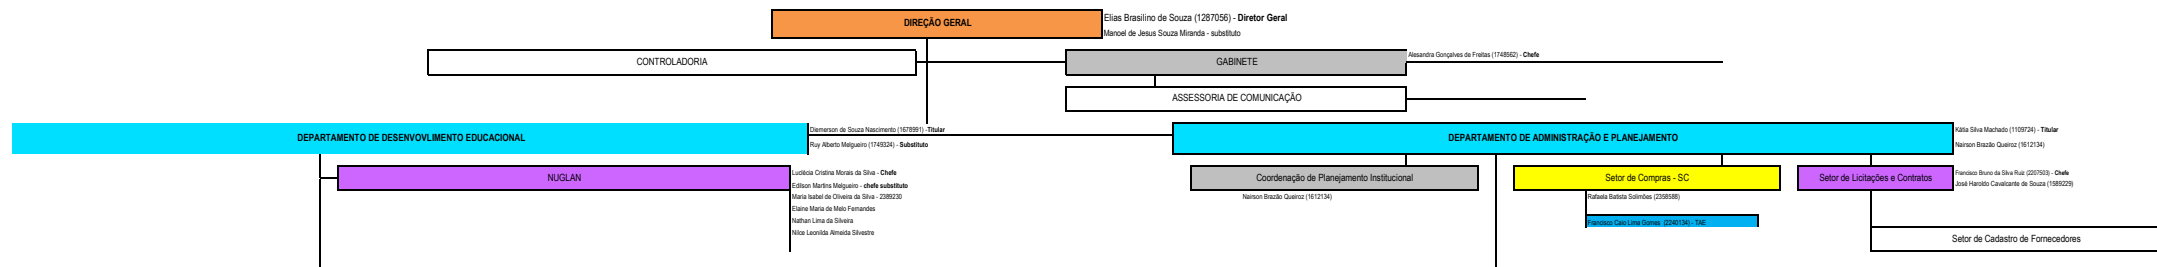 DIREÇÃO GERAL
Elias Brasilino de Souza (1287056) - Diretor Geral
Manoel de Jesus Souza Miranda - substituto
CONTROLADORIA
GABINETE
Alesandra Gonçalves de Freitas (1748562) - Chefe
ASSESSORIA DE COMUNICAÇÃO
DEPARTAMENTO DE DESENVOVLIMENTO EDUCACIONAL
Diemerson de Souza Nascimento (1678991) -Titular
Ruy Alberto Melgueiro (1749324) - Substituto
DEPARTAMENTO DE ADMINISTRAÇÃO E PLANEJAMENTO
Kátia Silva Machado (1109724) - Titular
Nairson Brazão Queiroz (1612134)
NUGLAN
Luciécia Cristina Morais da Silva - Chefe
Edilson Martins Melgueiro - chefe substituto
Maria Isabel de Oliveira da Silva - 2389230
Elaine Maria de Melo Fernandes
Nathan Lima da Silveira
Nilce Leonilda Almeida Silvestre
Coordenação de Planejamento Institucional
Nairson Brazão Queiroz (1612134)
Setor de Compras - SC
Rafaela Batista Solimões (2358588)
Francisco Caio Lima Gomes (2240134) - TAE
Setor de Licitações e Contratos
Francisco Bruno da Silva Ruiz (2207503) - Chefe
José Haroldo Cavalcante de Souza (1589229)
Setor de Cadastro de Fornecedores